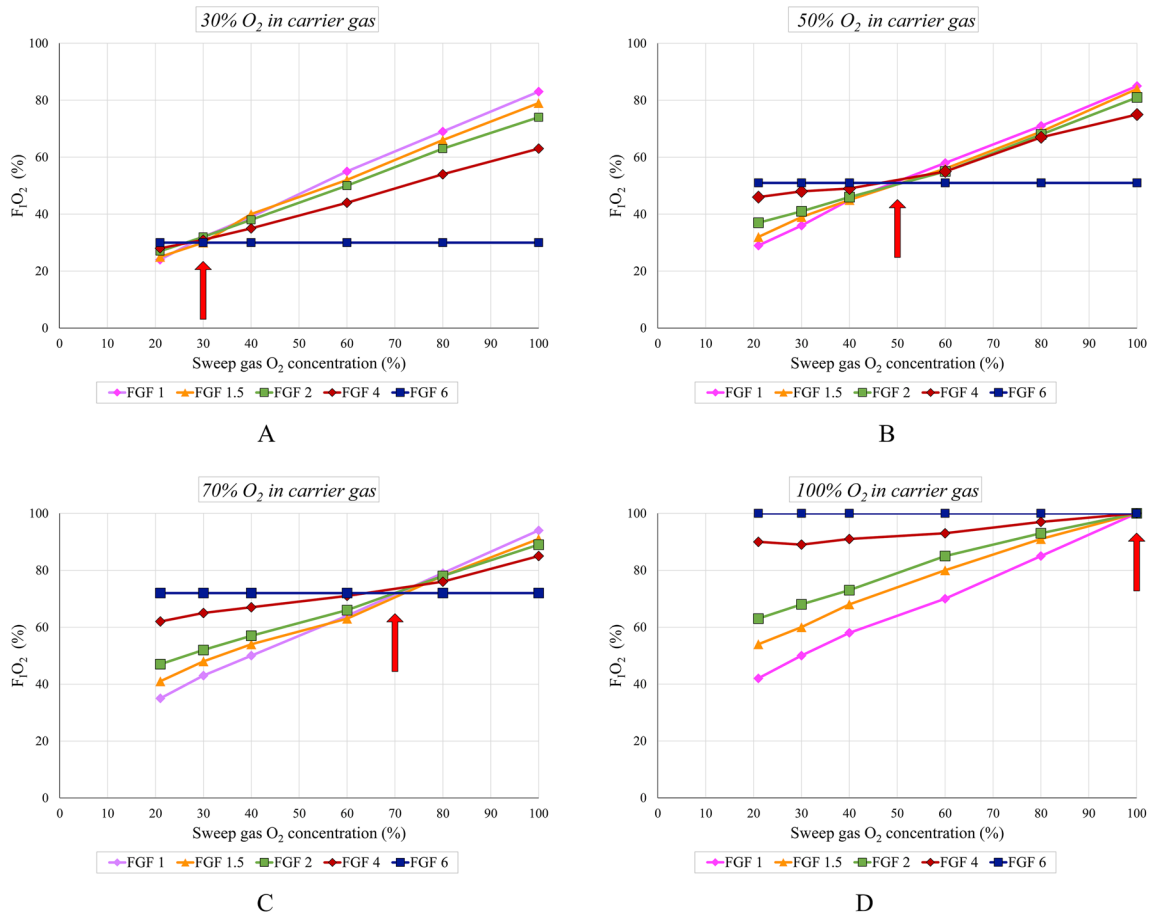 30% O₂ in carrier gas
100
80
60
40
20
0
FᵢO₂ (%)
0 10 20 30 40 50 60 70 80 90 100
Sweep gas O₂ concentration (%)
FGF 1 FGF 1.5 FGF 2 FGF 4 FGF 6
A
50% O₂ in carrier gas
100
80
60
40
20
0
FᵢO₂ (%)
0 10 20 30 40 50 60 70 80 90 100
Sweep gas O₂ concentration (%)
FGF 1 FGF 1.5 FGF 2 FGF 4 FGF 6
B
70% O₂ in carrier gas
100
80
60
40
20
0
FᵢO₂ (%)
0 10 20 30 40 50 60 70 80 90 100
Sweep gas O₂ concentration (%)
FGF 1 FGF 1.5 FGF 2 FGF 4 FGF 6
C
100% O₂ in carrier gas
100
80
60
40
20
0
FᵢO₂ (%)
0 10 20 30 40 50 60 70 80 90 100
Sweep gas O₂ concentration (%)
FGF 1 FGF 1.5 FGF 2 FGF 4 FGF 6
D